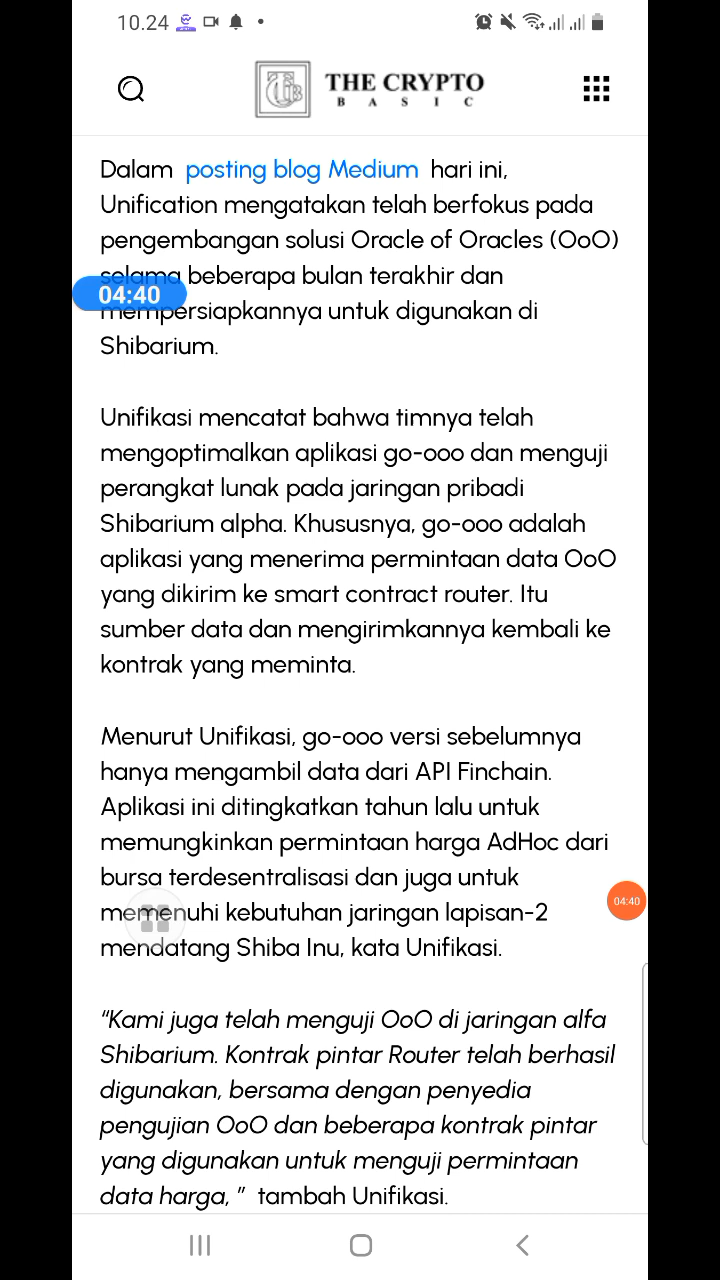 10.24
THE CRYPTO
BASIC
Dalam posting blog Medium hari ini,
Unification mengatakan telah berfokus pada
pengembangan solusi Oracle of Oracles (OoO)
selama beberapa bulan terakhir dan
04:40
mempersiapkannya untuk digunakan di
Shibarium.
Unifikasi mencatat bahwa timnya telah
mengoptimalkan aplikasi go-ooo dan menguji
perangkat lunak pada jaringan pribadi
Shibarium alpha. Khususnya, go-ooo adalah
aplikasi yang menerima permintaan data OoO
yang dikirim ke smart contract router. Itu
sumber data dan mengirimkannya kembali ke
kontrak yang meminta.
Menurut Unifikasi, go-ooo versi sebelumnya
hanya mengambil data dari API Finchain.
Aplikasi ini ditingkatkan tahun lalu untuk
memungkinkan permintaan harga AdHoc dari
bursa terdesentralisasi dan juga untuk
memenuhi kebutuhan jaringan lapisan-2
04:40
mendatang Shiba Inu, kata Unifikasi.
“Kami juga telah menguji OoO di jaringan alfa
Shibarium. Kontrak pintar Router telah berhasil
digunakan, bersama dengan penyedia
pengujian OoO dan beberapa kontrak pintar
yang digunakan untuk menguji permintaan
data harga, ” tambah Unifikasi.